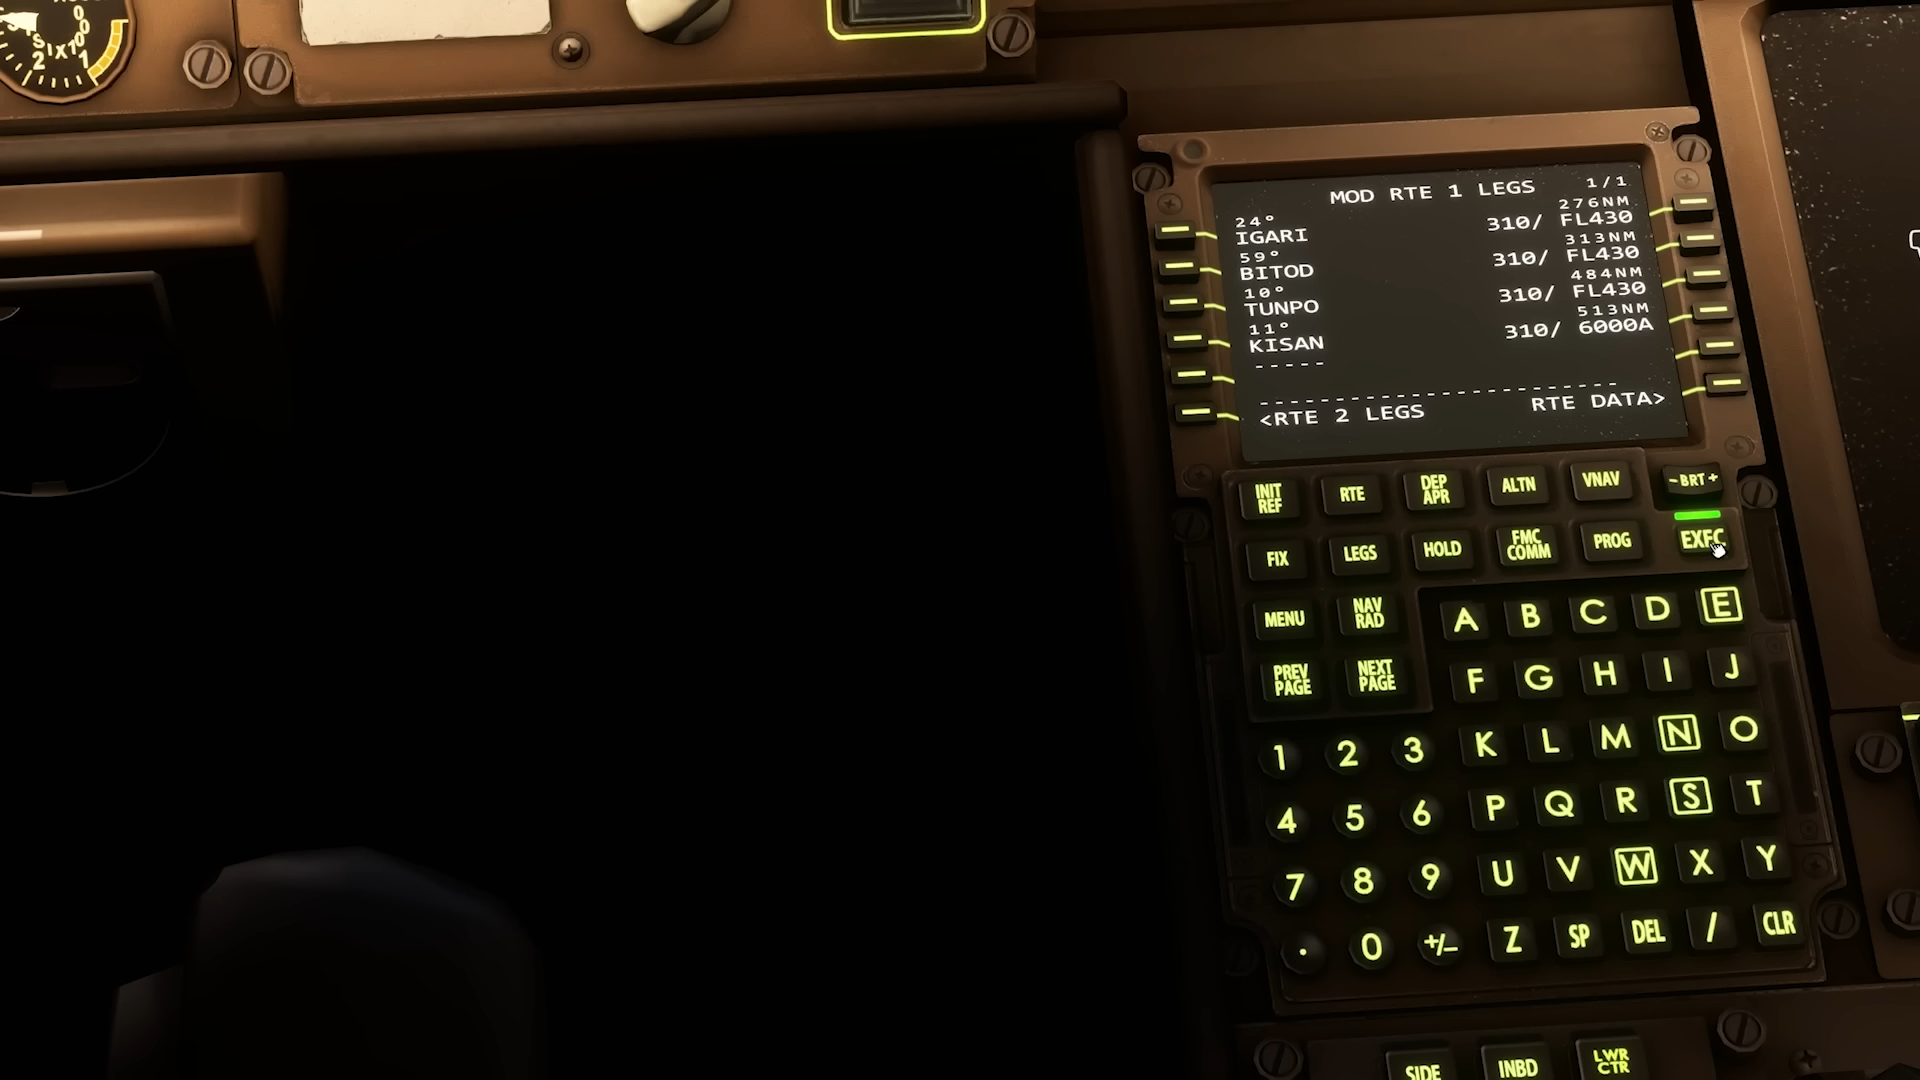 MOD RTE 1 LEGS 1/1
24° 276NM
IGARI 310/ FL430
59° 313NM
BITOD 310/ FL430
10° 484NM
TUNPO 310/ FL430
11° 513NM
KISAN 310/ 6000A
-----
<RTE 2 LEGS RTE DATA>
INIT REF RTE DEP APR ALTN VNAV -BRT+
FIX LEGS HOLD FMC COMM PROG EXEC
MENU NAV RAD A B C D E
PREV PAGE NEXT PAGE F G H I J
1 2 3 K L M N O
4 5 6 P Q R S T
7 8 9 U V W X Y
. 0 +/- Z SP DEL / CLR
SIDE INBD LWR CTR